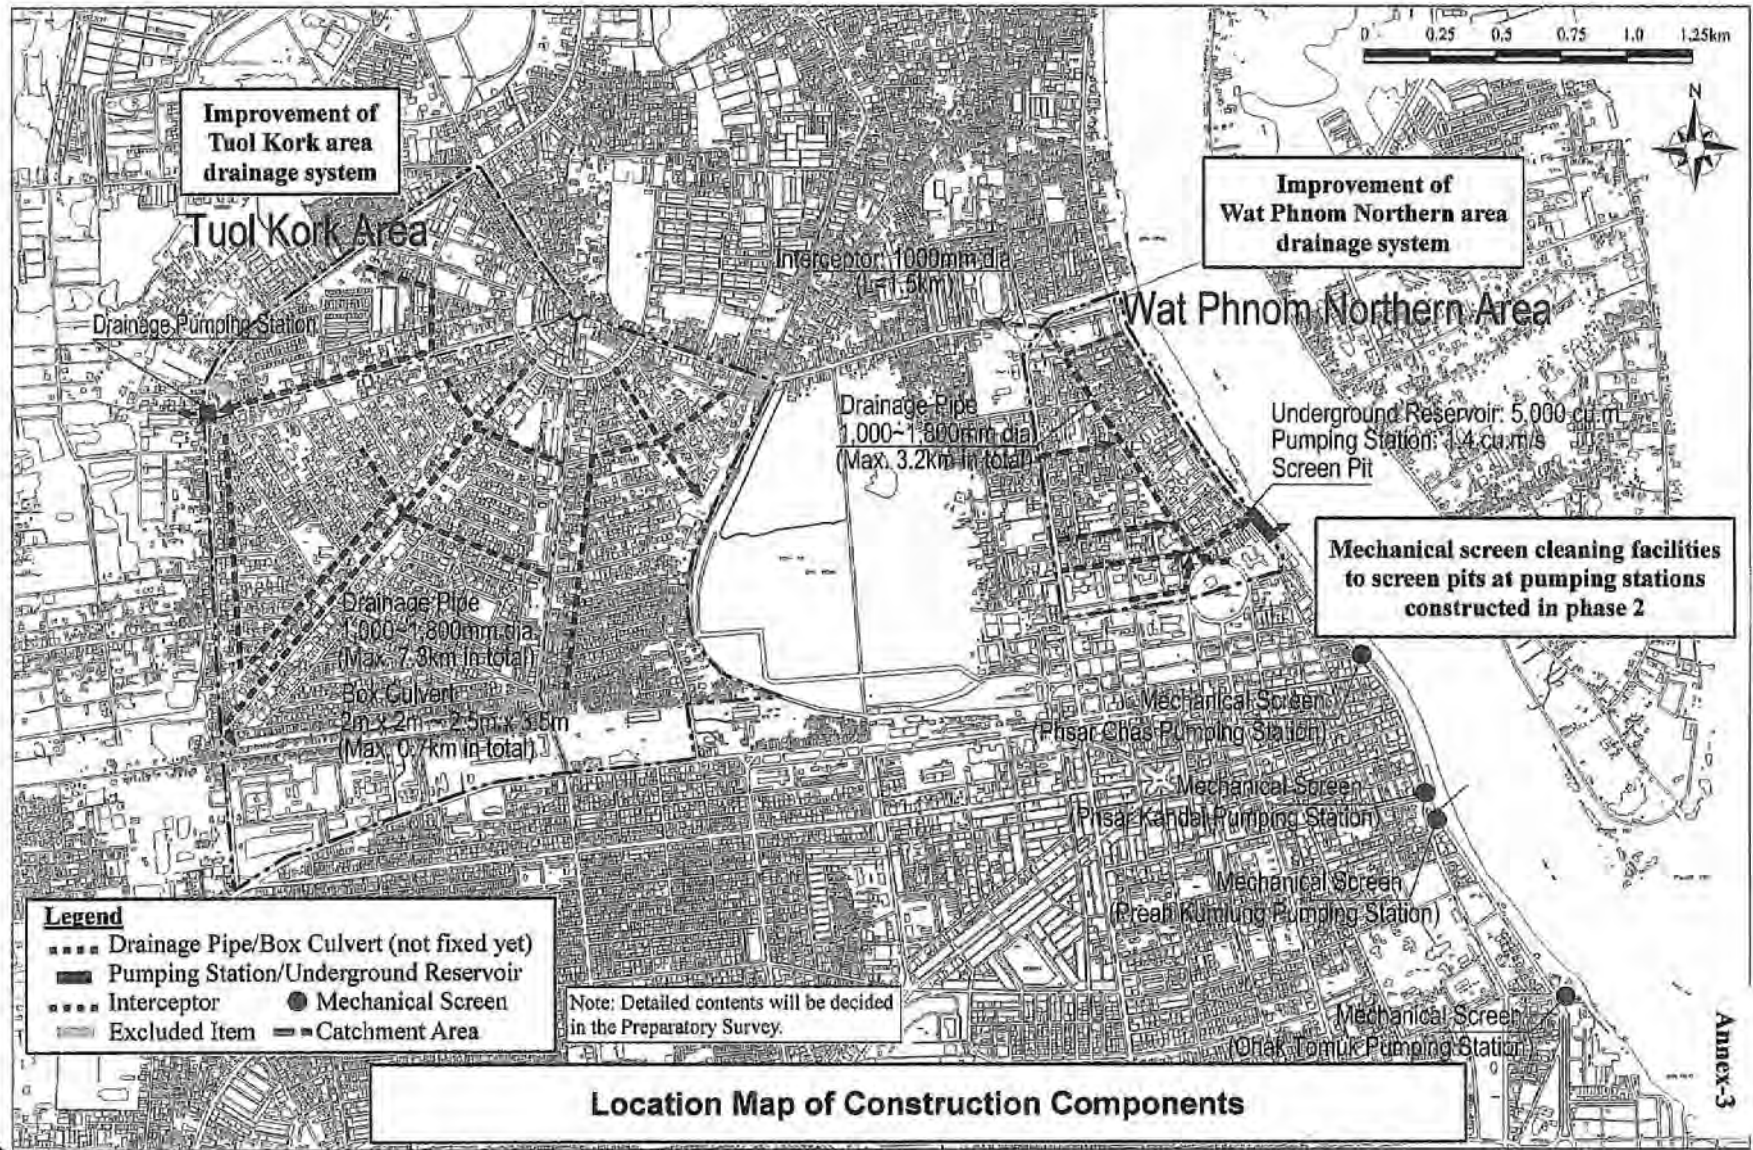 0 0.25 0.5 0.75 1.0 1.25km
N
Improvement of
Tuol Kork area
drainage system
Tuol Kork Area
Improvement of
Wat Phnom Northern area
drainage system
Interceptor: 1000mm dia
(L=1.5km)
Wat Phnom Northern Area
Drainage Pumping Station
Drainage Pipe
1,000~1,800mm dia
(Max. 3.2km in total)
Underground Reservoir: 5,000 cu.m
Pumping Station: 1.4 cu.m/s
Screen Pit
Mechanical screen cleaning facilities
to screen pits at pumping stations
constructed in phase 2
Drainage Pipe
1,000~1,800mm dia.
(Max. 7.3km in total)
Box Culvert
2m x 2m ~ 2.5m x 3.5m
(Max. 0.7km in total)
Mechanical Screen
(Phsar Chas Pumping Station)
Mechanical Screen
(Phsar Kandal Pumping Station)
Mechanical Screen
(Preah Kumlung Pumping Station)
Mechanical Screen
(Chak Tomuk Pumping Station)
Legend
Drainage Pipe/Box Culvert (not fixed yet)
Pumping Station/Underground Reservoir
Interceptor Mechanical Screen
Excluded Item Catchment Area
Note: Detailed contents will be decided
in the Preparatory Survey.
Location Map of Construction Components
Annex-3